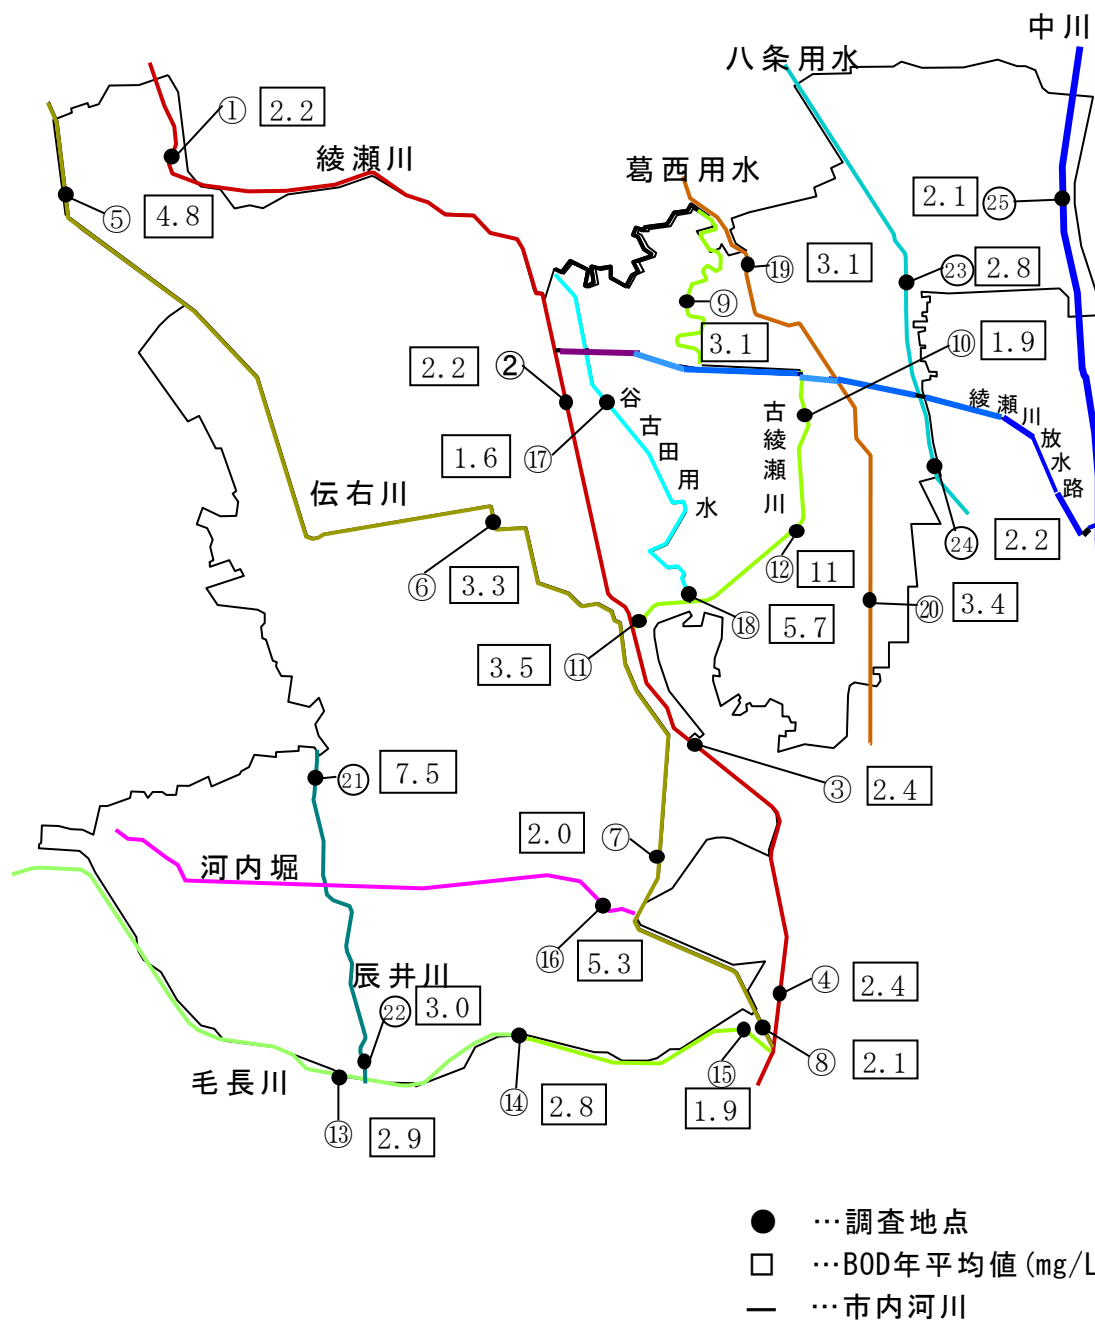 中川
八条用水
① 2.2
綾瀬川
葛西用水
⑤ 4.8
2.1 ㉕
⑲ 3.1
㉓ 2.8
⑨
3.1
⑩ 1.9
2.2 ②
谷古田用水
古綾瀬川
綾瀬川放水路
1.6 ⑰
伝右川
⑥ 3.3
⑫ 11
㉔ 2.2
⑱ 5.7
⑳ 3.4
3.5 ⑪
㉑ 7.5
③ 2.4
2.0 ⑦
河内堀
⑯ 5.3
辰井川
④ 2.4
㉒ 3.0
⑧ 2.1
毛長川
⑮
1.9
⑭ 2.8
⑬ 2.9
● …調査地点
□ …BOD年平均値(mg/L
― …市内河川